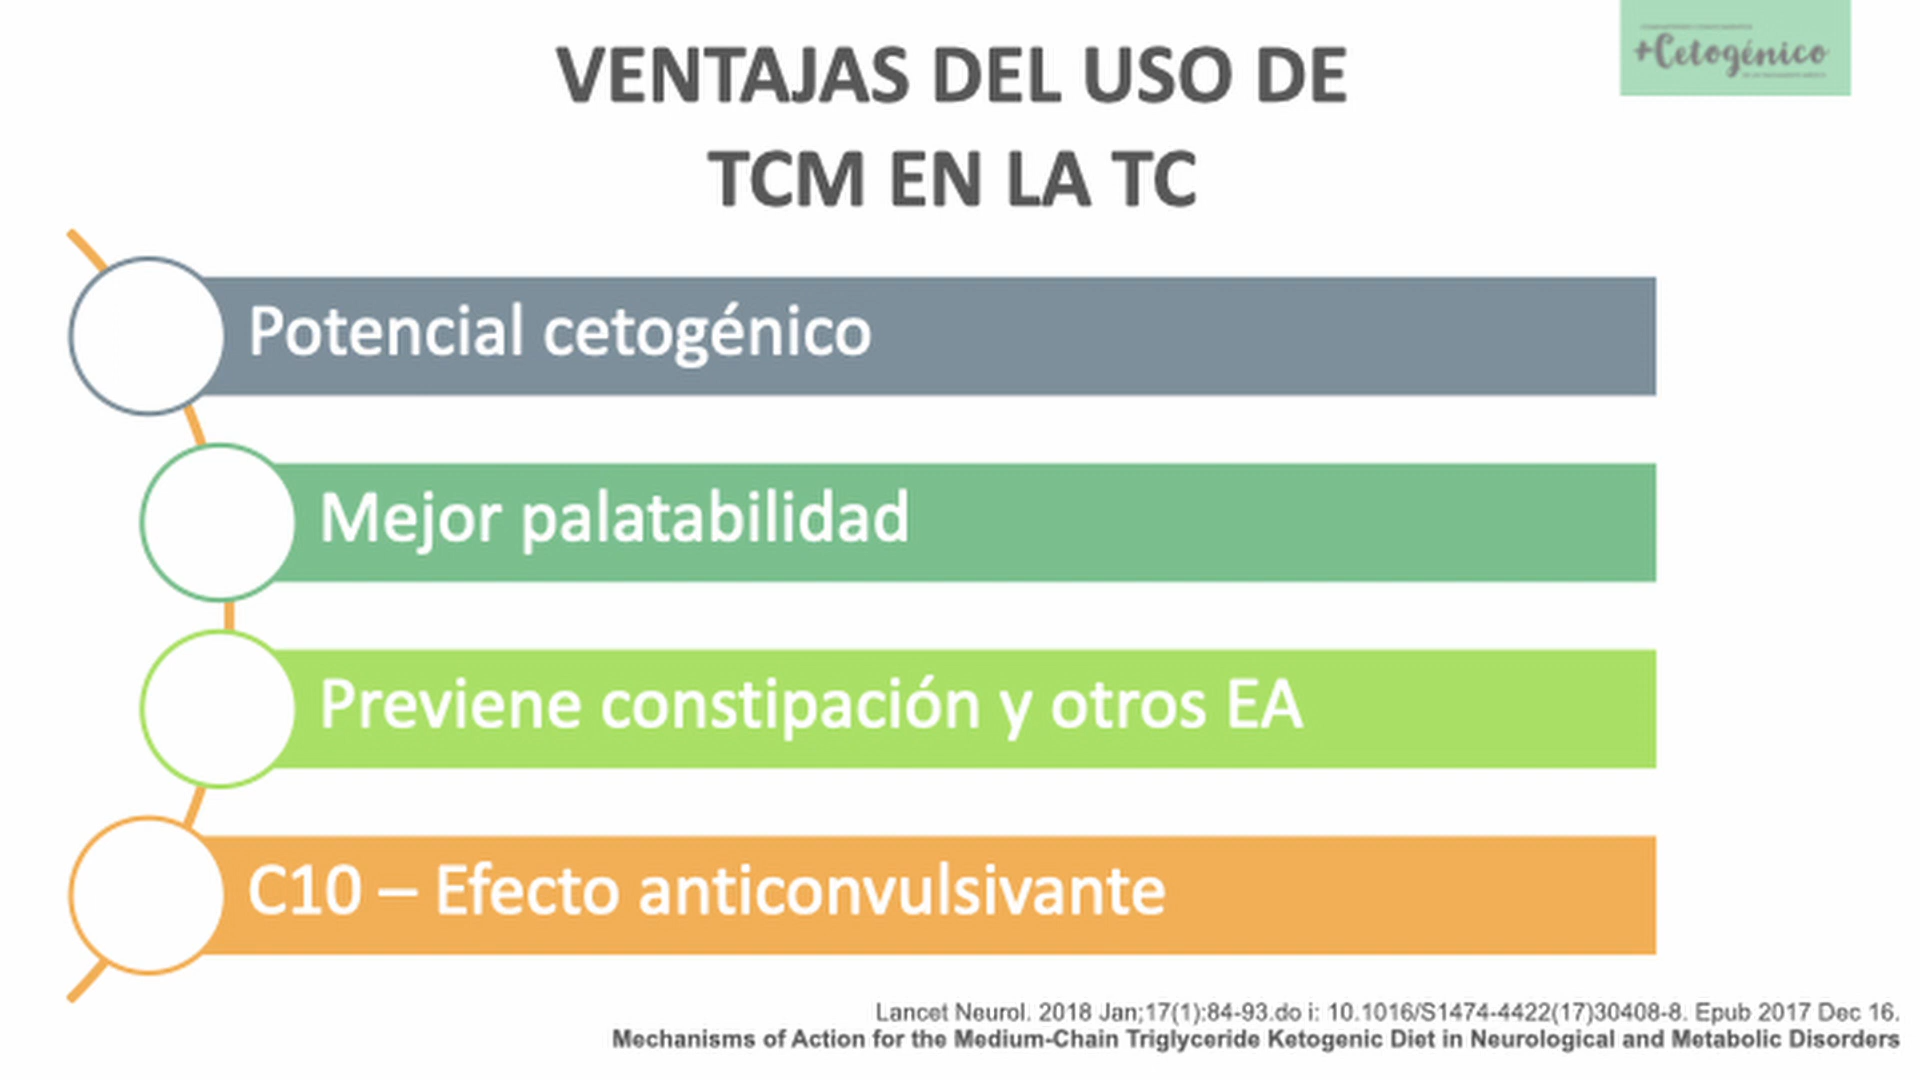 +Cetogénico
VENTAJAS DEL USO DE
TCM EN LA TC
Potencial cetogénico
Mejor palatabilidad
Previene constipación y otros EA
C10 – Efecto anticonvulsivante
Lancet Neurol. 2018 Jan;17(1):84-93.do i: 10.1016/S1474-4422(17)30408-8. Epub 2017 Dec 16.
Mechanisms of Action for the Medium-Chain Triglyceride Ketogenic Diet in Neurological and Metabolic Disorders